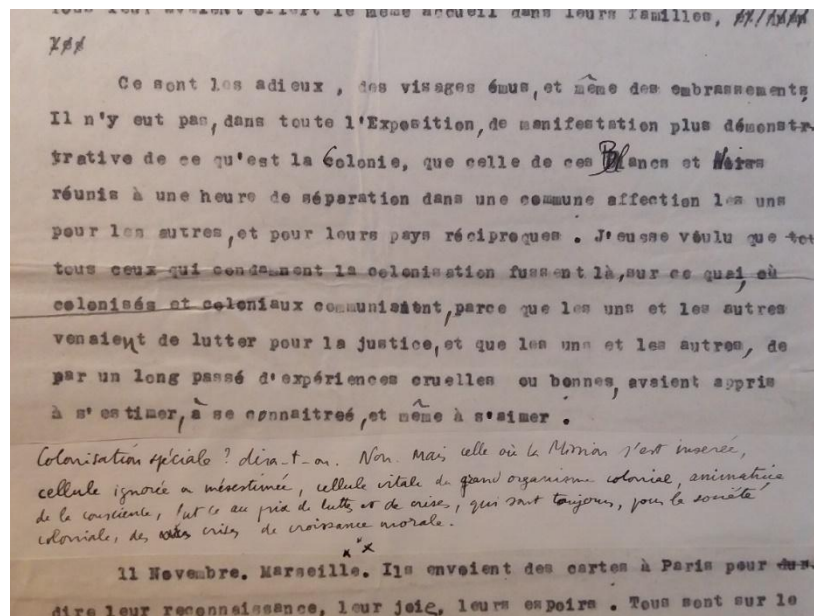 tous leur avaient offert le même accueil dans leurs familles,
Ce sont les adieux , des visages émus, et même des embrassements
Il n'y eut pas, dans toute l'Exposition, de manifestation plus démonst-
trative de ce qu'est la Colonie, que celle de ces Blancs et Noirs
réunis à une heure de séparation dans une commune affection les uns
pour les autres, et pour leurs pays réciproques . J'eusse voulu que
tous ceux qui condamnent la colonisation fussent là, sur ce quai, où
colonisés et coloniaux communiaient, parce que les uns et les autres
venaient de lutter pour la justice, et que les uns et les autres, de
par un long passé d'expériences cruelles ou bonnes, avaient appris
à s'estimer, à se connaitre, et même à s'aimer .
Colonisation spéciale ? dira-t-on. Non. Mais celle où la Mission s'est insérée,
cellule ignorée ou mésestimée, cellule vitale du grand organisme colonial, animatrice
de la conscience, fut ce au prix de luttes et de crises, qui sont toujours, pour la société
coloniale, des crises de croissance morale.
x x x
11 Novembre. Marseille. Ils envoient des cartes à Paris pour
dire leur reconnaissance, leur joie, leurs espoirs . Tous sont sur le